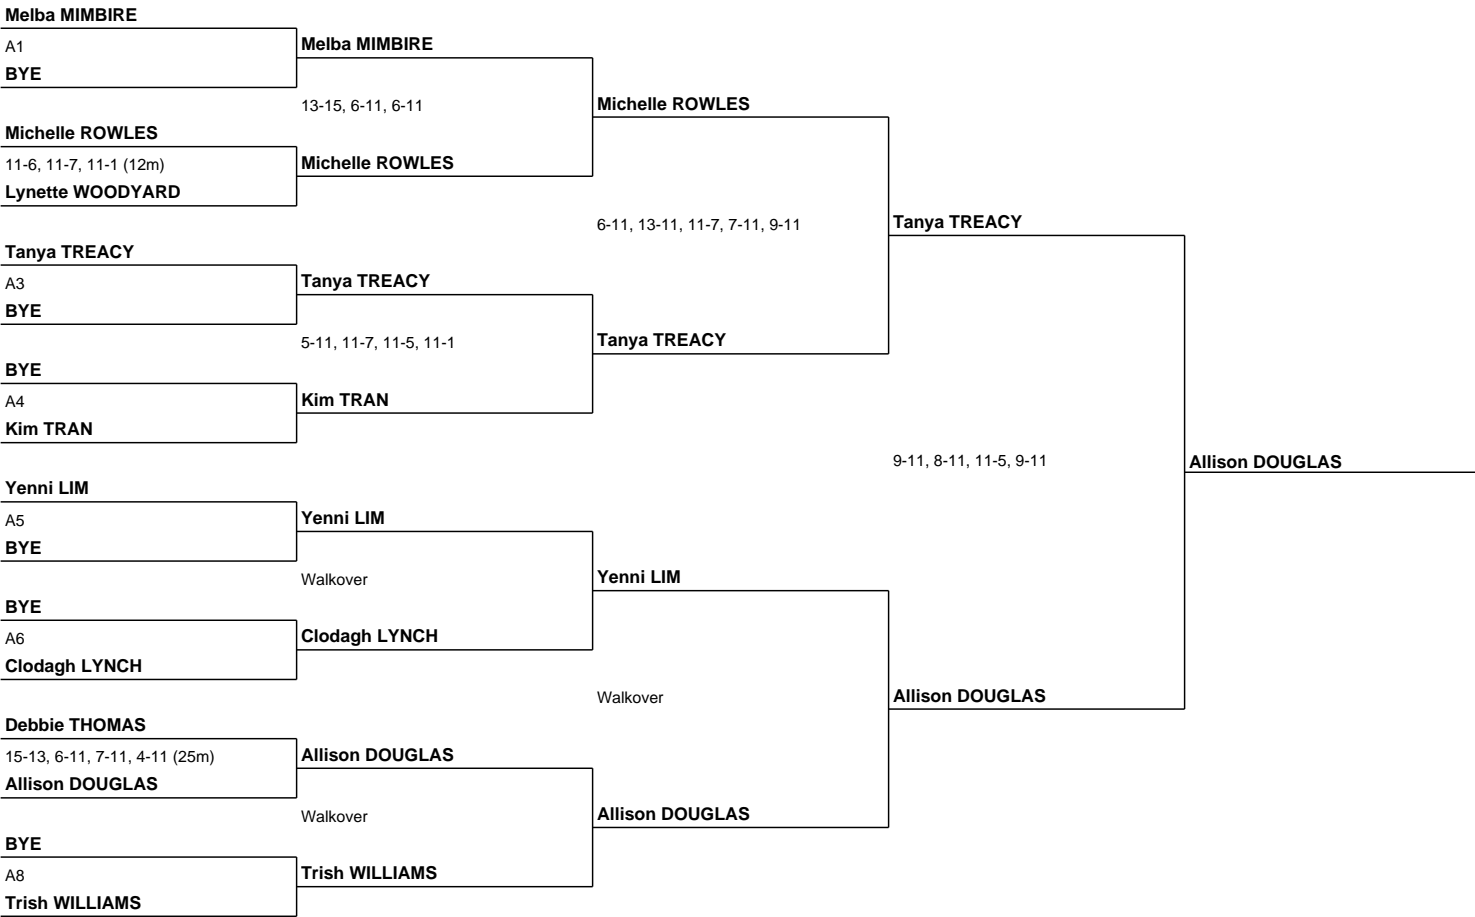 Melba MIMBIRE
A1
BYE
Michelle ROWLES
11-6, 11-7, 11-1 (12m)
Lynette WOODYARD
Tanya TREACY
A3
BYE
BYE
A4
Kim TRAN
Yenni LIM
A5
BYE
BYE
A6
Clodagh LYNCH
Debbie THOMAS
15-13, 6-11, 7-11, 4-11 (25m)
Allison DOUGLAS
BYE
A8
Trish WILLIAMS
Melba MIMBIRE
13-15, 6-11, 6-11
Michelle ROWLES
Tanya TREACY
5-11, 11-7, 11-5, 11-1
Kim TRAN
Yenni LIM
Walkover
Clodagh LYNCH
Allison DOUGLAS
Walkover
Trish WILLIAMS
Michelle ROWLES
6-11, 13-11, 11-7, 7-11, 9-11
Tanya TREACY
Yenni LIM
Walkover
Allison DOUGLAS
Tanya TREACY
9-11, 8-11, 11-5, 9-11
Allison DOUGLAS
Allison DOUGLAS